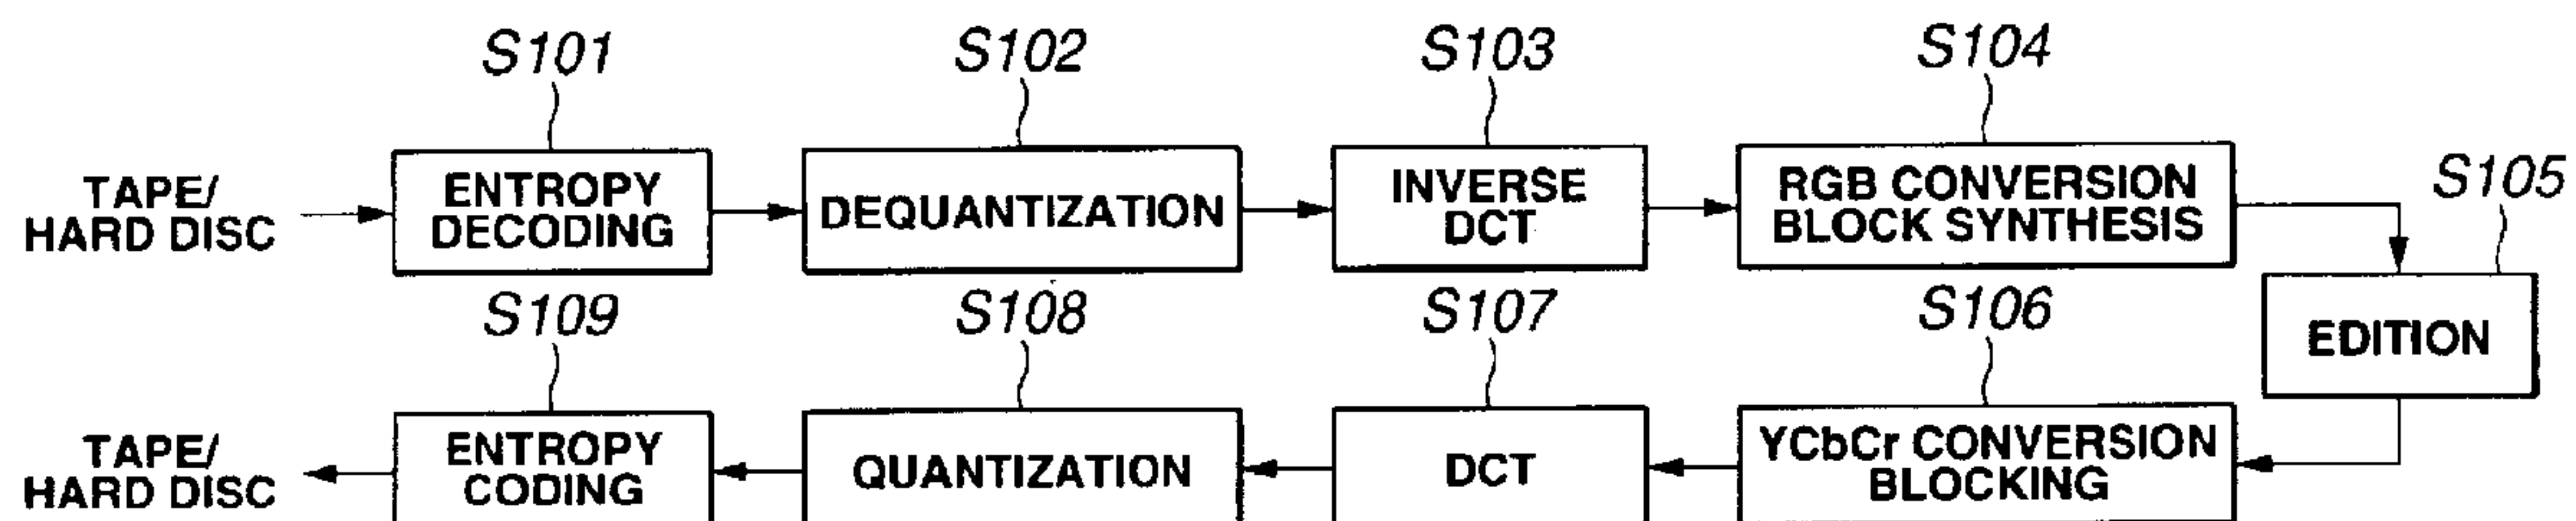 S101
S102
S103
S104
S105
TAPE/
HARD DISC
ENTROPY
DECODING
DEQUANTIZATION
INVERSE
DCT
RGB CONVERSION
BLOCK SYNTHESIS
EDITION
S109
S108
S107
S106
TAPE/
HARD DISC
ENTROPY
CODING
QUANTIZATION
DCT
YCbCr CONVERSION
BLOCKING